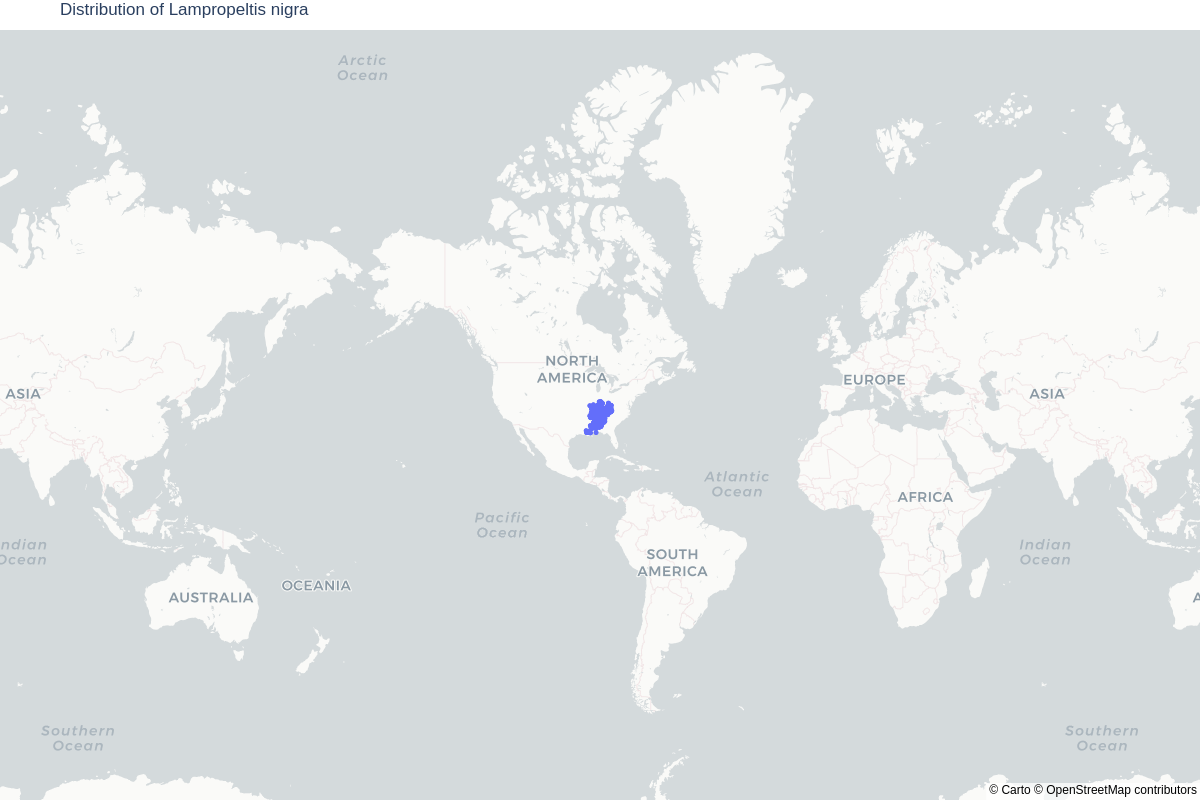 Distribution of Lampropeltis nigra
Arctic
Ocean
NORTH
AMERICA
EUROPE
ASIA
ASIA
Atlantic
Ocean
AFRICA
Pacific
Ocean
ndian
Ocean
Indian
Ocean
SOUTH
AMERICA
OCEANIA
AUSTRALIA
A
Southern
Ocean
Southern
Ocean
© Carto © OpenStreetMap contributors